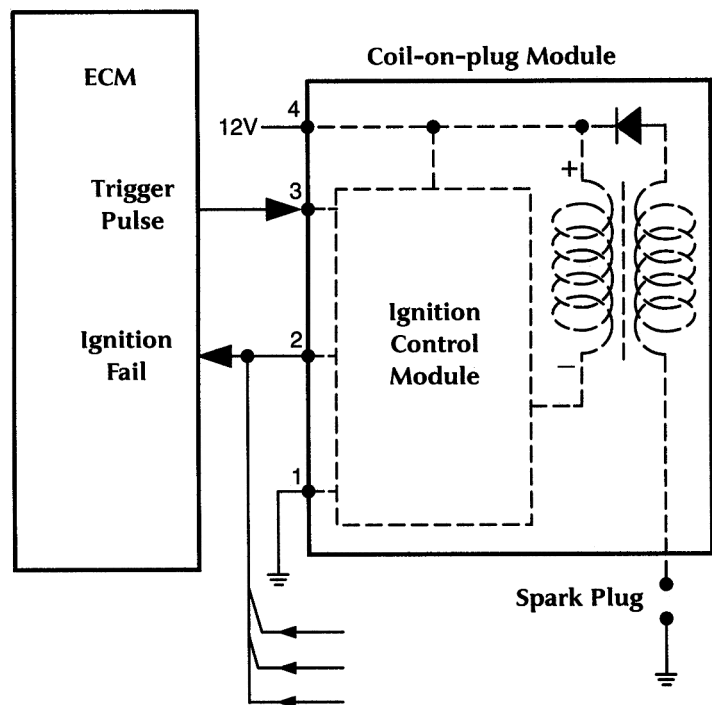 Coil-on-plug Module
ECM
12V
4
+
Trigger
Pulse
3
Ignition
Control
Module
Ignition
Fail
2
–
1
Spark Plug